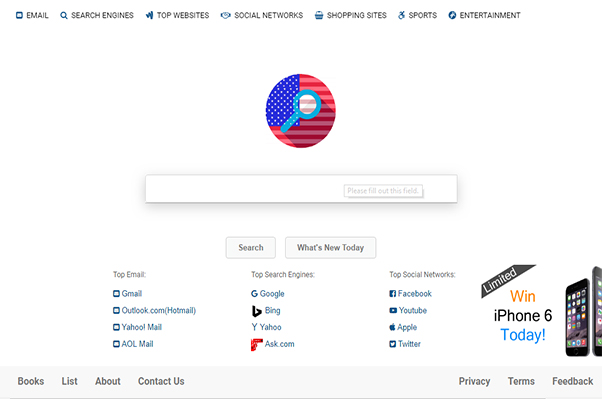 EMAIL SEARCH ENGINES TOP WEBSITES SOCIAL NETWORKS SHOPPING SITES SPORTS ENTERTAINMENT
Please fill out this field.
Search What's New Today
Top Email: Top Search Engines: Top Social Networks:
Gmail Google Facebook
Outlook.com(Hotmail) Bing Youtube
Yahoo! Mail Yahoo Apple
AOL Mail Ask.com Twitter
Limited
Win
iPhone 6
Today!
Books List About Contact Us Privacy Terms Feedback